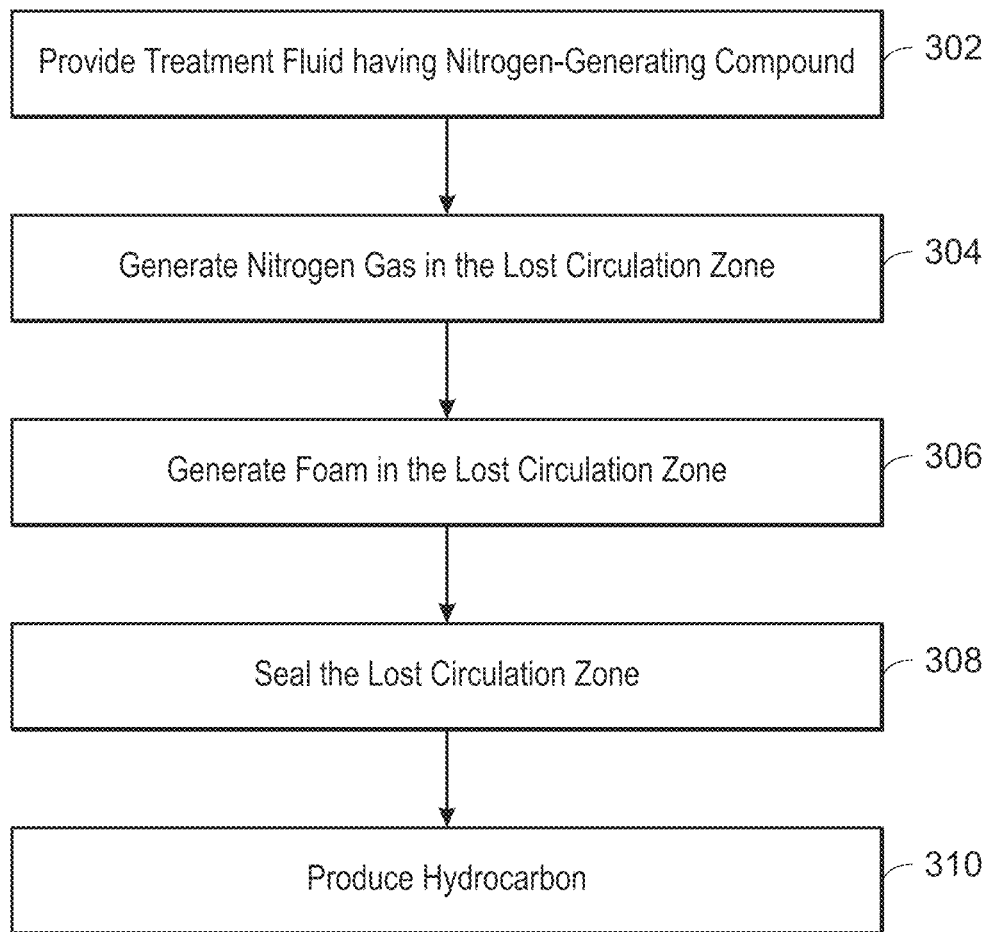 Provide Treatment Fluid having Nitrogen-Generating Compound
302
Generate Nitrogen Gas in the Lost Circulation Zone
304
Generate Foam in the Lost Circulation Zone
306
Seal the Lost Circulation Zone
308
Produce Hydrocarbon
310